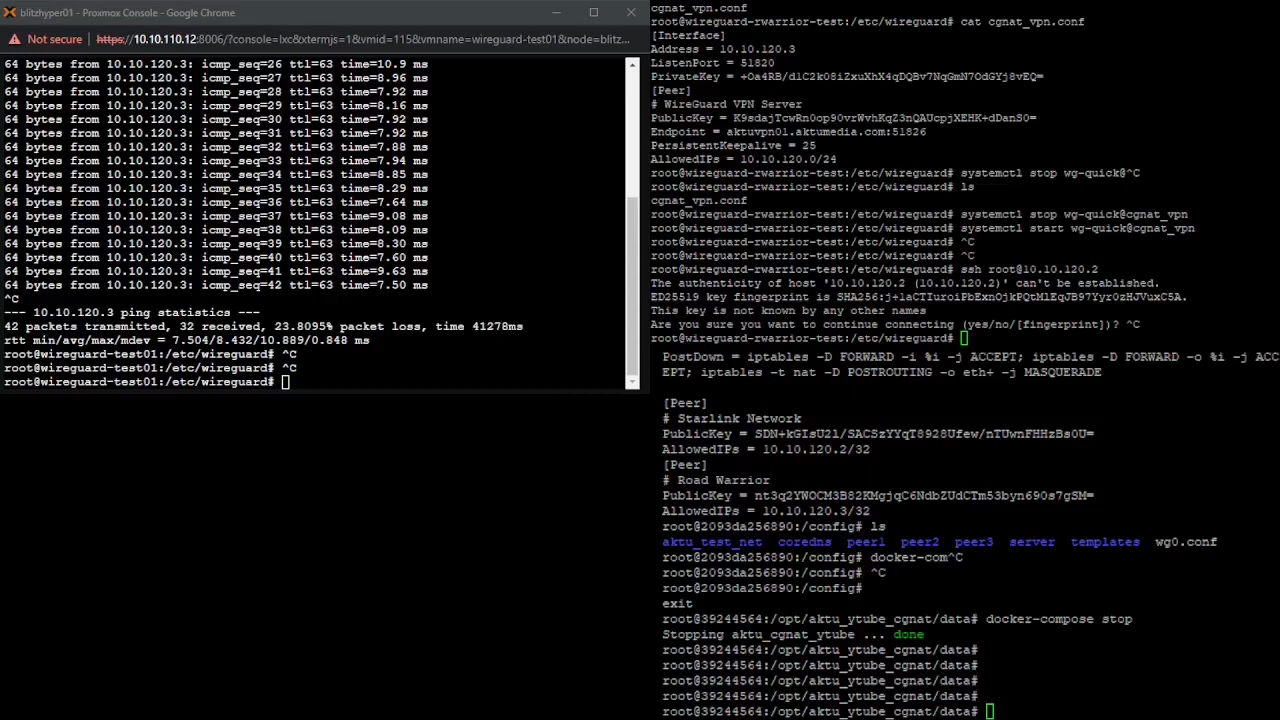 blitzhyper01 - Proxmox Console - Google Chrome
Not secure | https://10.10.110.12:8006/?console=lxc&xtermjs=1&vmid=115&vmname=wireguard-test01&node=blitz...
64 bytes from 10.10.120.3: icmp_seq=26 ttl=63 time=10.9 ms
64 bytes from 10.10.120.3: icmp_seq=27 ttl=63 time=8.96 ms
64 bytes from 10.10.120.3: icmp_seq=28 ttl=63 time=7.92 ms
64 bytes from 10.10.120.3: icmp_seq=29 ttl=63 time=8.16 ms
64 bytes from 10.10.120.3: icmp_seq=30 ttl=63 time=7.92 ms
64 bytes from 10.10.120.3: icmp_seq=31 ttl=63 time=7.92 ms
64 bytes from 10.10.120.3: icmp_seq=32 ttl=63 time=7.88 ms
64 bytes from 10.10.120.3: icmp_seq=33 ttl=63 time=7.94 ms
64 bytes from 10.10.120.3: icmp_seq=34 ttl=63 time=8.85 ms
64 bytes from 10.10.120.3: icmp_seq=35 ttl=63 time=8.29 ms
64 bytes from 10.10.120.3: icmp_seq=36 ttl=63 time=7.64 ms
64 bytes from 10.10.120.3: icmp_seq=37 ttl=63 time=9.08 ms
64 bytes from 10.10.120.3: icmp_seq=38 ttl=63 time=8.09 ms
64 bytes from 10.10.120.3: icmp_seq=39 ttl=63 time=8.30 ms
64 bytes from 10.10.120.3: icmp_seq=40 ttl=63 time=7.60 ms
64 bytes from 10.10.120.3: icmp_seq=41 ttl=63 time=9.63 ms
64 bytes from 10.10.120.3: icmp_seq=42 ttl=63 time=7.50 ms
^C
--- 10.10.120.3 ping statistics ---
42 packets transmitted, 32 received, 23.8095% packet loss, time 41278ms
rtt min/avg/max/mdev = 7.504/8.432/10.889/0.848 ms
root@wireguard-test01:/etc/wireguard# ^C
root@wireguard-test01:/etc/wireguard# ^C
root@wireguard-test01:/etc/wireguard#
cgnat_vpn.conf
root@wireguard-rwarrior-test:/etc/wireguard# cat cgnat_vpn.conf
[Interface]
Address = 10.10.120.3
ListenPort = 51820
PrivateKey = +Oa4RB/d1C2k08iZxuXhX4qDQBv7NqGmN7OdGYj8vEQ=
[Peer]
# WireGuard VPN Server
PublicKey = K9sdajTcwRn0op90vrWvhKqZ3nQAUcpjXEHK+dDanS0=
Endpoint = aktuvpn01.aktumedia.com:51826
PersistentKeepalive = 25
AllowedIPs = 10.10.120.0/24
root@wireguard-rwarrior-test:/etc/wireguard# systemctl stop wg-quick@^C
root@wireguard-rwarrior-test:/etc/wireguard# ls
cgnat_vpn.conf
root@wireguard-rwarrior-test:/etc/wireguard# systemctl stop wg-quick@cgnat_vpn
root@wireguard-rwarrior-test:/etc/wireguard# systemctl start wg-quick@cgnat_vpn
root@wireguard-rwarrior-test:/etc/wireguard# ^C
root@wireguard-rwarrior-test:/etc/wireguard# ^C
root@wireguard-rwarrior-test:/etc/wireguard# ssh root@10.10.120.2
The authenticity of host '10.10.120.2 (10.10.120.2)' can't be established.
ED25519 key fingerprint is SHA256:j+1aCTIuroiPbExnOjkPQtMlEqJB97Yyr0zHJVuxC5A.
This key is not known by any other names
Are you sure you want to continue connecting (yes/no/[fingerprint])? ^C
root@wireguard-rwarrior-test:/etc/wireguard#
PostDown = iptables -D FORWARD -i %i -j ACCEPT; iptables -D FORWARD -o %i -j ACC
EPT; iptables -t nat -D POSTROUTING -o eth+ -j MASQUERADE
[Peer]
# Starlink Network
PublicKey = SDN+kGIsU2l/SACSzYYqT8928Ufew/nTUwnFHHzBs0U=
AllowedIPs = 10.10.120.2/32
[Peer]
# Road Warrior
PublicKey = nt3q2YWOCM3B82KMgjqC6NdbZUdCTm53byn690s7gSM=
AllowedIPs = 10.10.120.3/32
root@2093da256890:/config# ls
aktu_test_net coredns peer1 peer2 peer3 server templates wg0.conf
root@2093da256890:/config# docker-com^C
root@2093da256890:/config# ^C
root@2093da256890:/config#
exit
root@39244564:/opt/aktu_ytube_cgnat/data# docker-compose stop
Stopping aktu_cgnat_ytube ... done
root@39244564:/opt/aktu_ytube_cgnat/data#
root@39244564:/opt/aktu_ytube_cgnat/data#
root@39244564:/opt/aktu_ytube_cgnat/data#
root@39244564:/opt/aktu_ytube_cgnat/data#
root@39244564:/opt/aktu_ytube_cgnat/data#